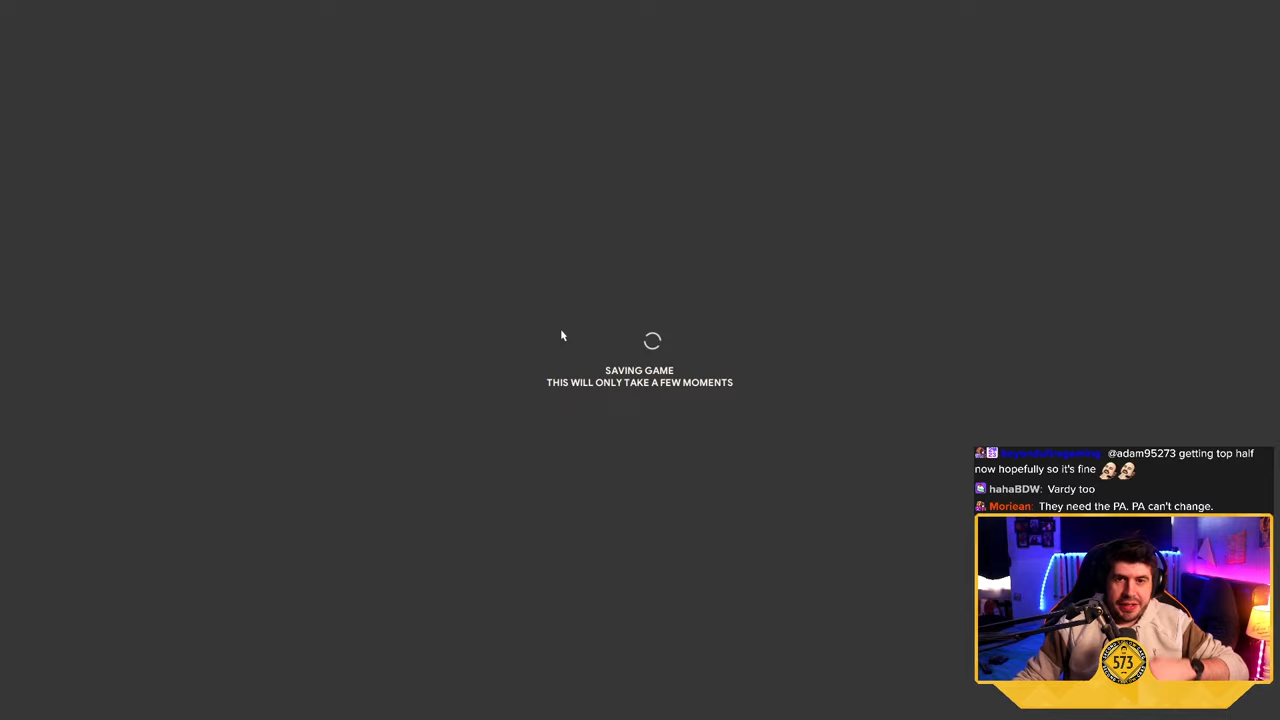 SAVING GAME
THIS WILL ONLY TAKE A FEW MOMENTS
@adam95273 getting top half
now hopefully so it's fine
hahaBDW: Vardy too
Moriean: They need the PA. PA can't change.
573